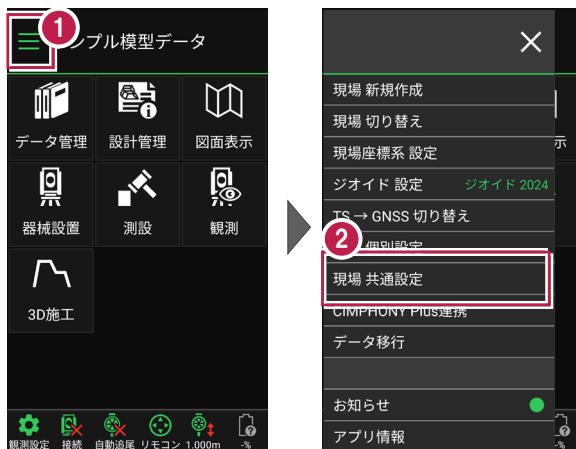 1
ンプル模型データ
データ管理
設計管理
図面表示
器械設置
測設
観測
3D施工
観測設定
接続
自動追尾
リモコン
1.000m
-%
2
現場 新規作成
現場 切り替え
現場座標系 設定
ジオイド 設定 ジオイド 2024
TS → GNSS 切り替え
個別設定
現場 共通設定
CIMPHONY Plus連携
データ移行
お知らせ
アプリ情報
示
-%